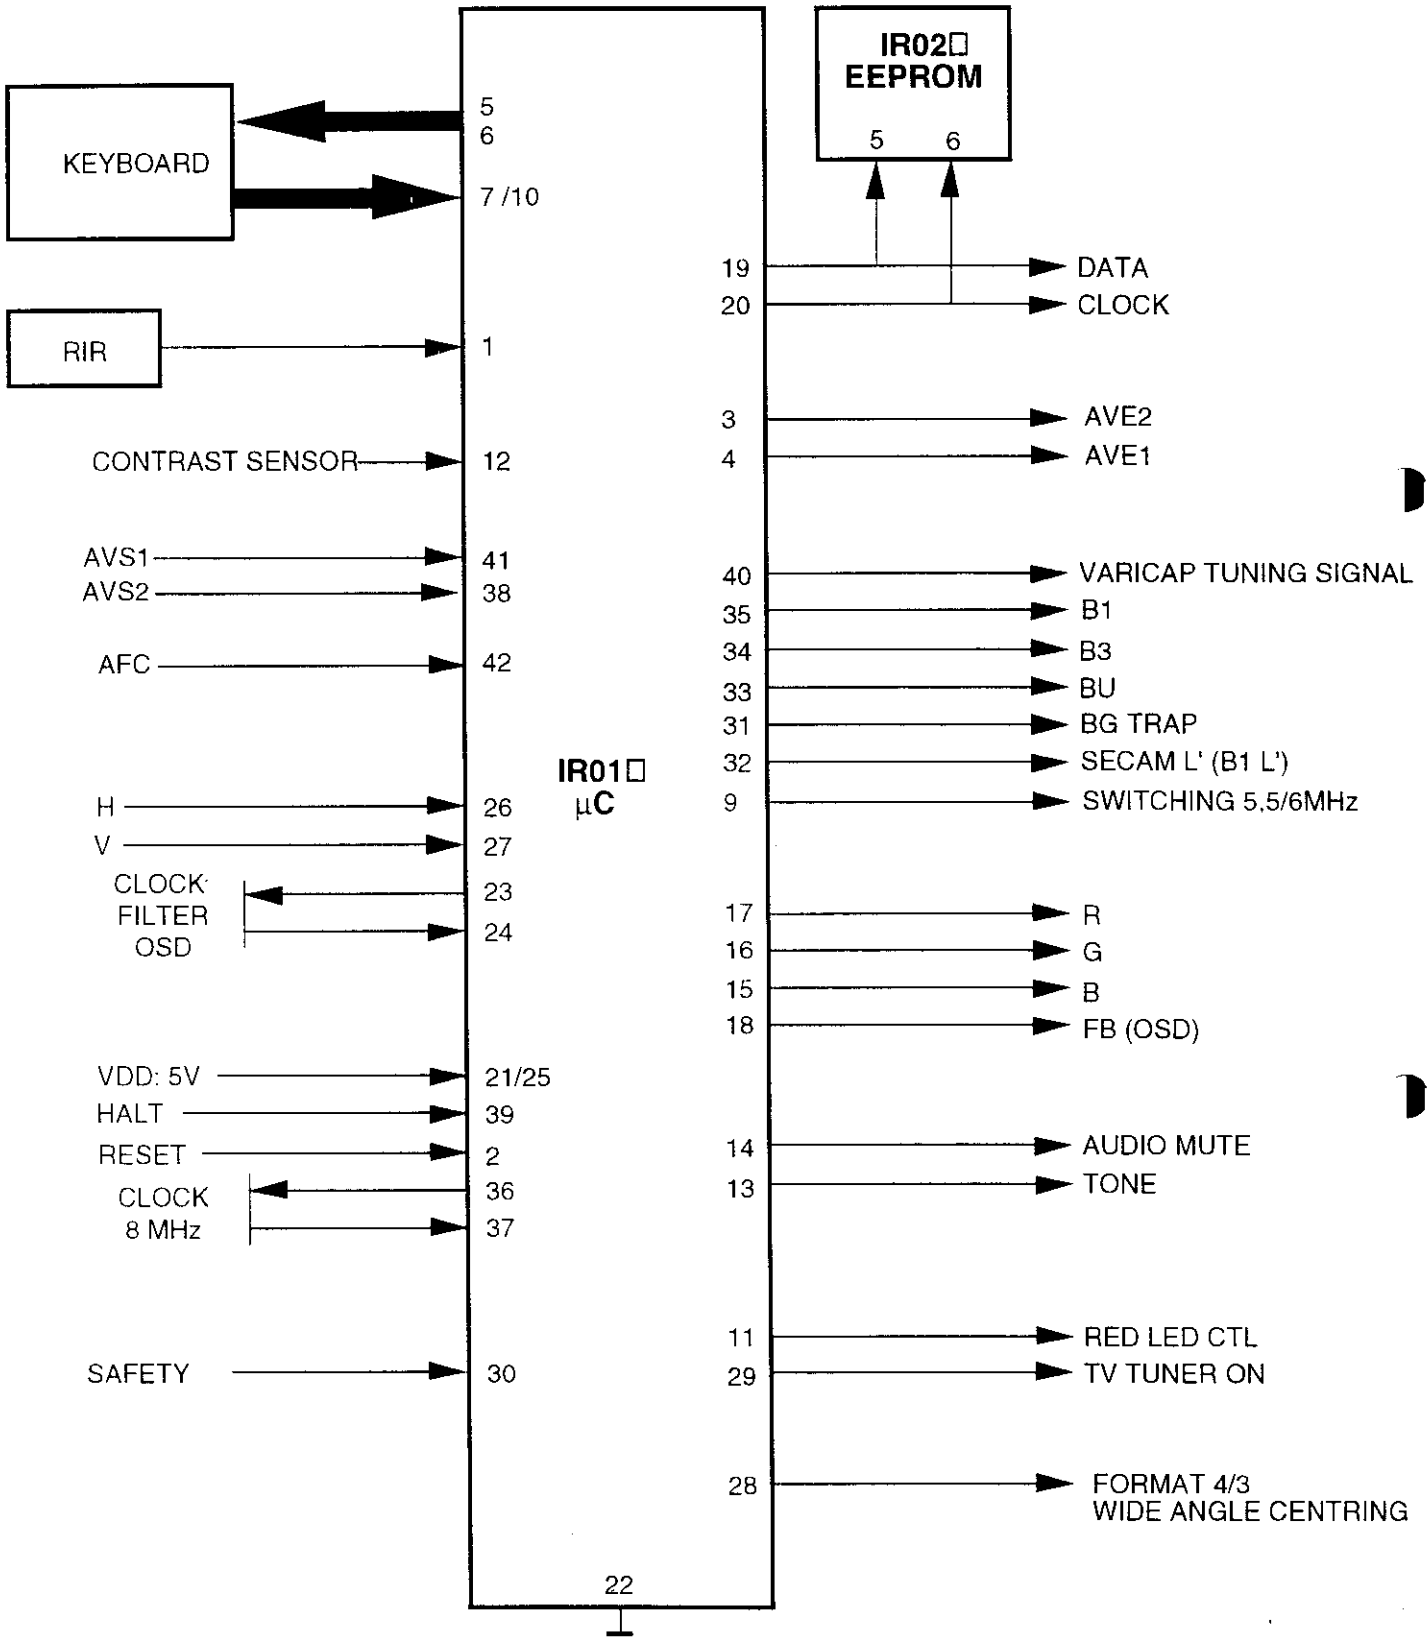 IR02□
EEPROM
5 6
KEYBOARD
5
6
7 /10
RIR
1
CONTRAST SENSOR
12
AVS1
41
AVS2
38
AFC
42
H
26
V
27
CLOCK
FILTER
OSD
23
24
VDD: 5V
21/25
HALT
39
RESET
2
CLOCK
8 MHz
36
37
SAFETY
30
IR01□
µC
22
19 DATA
20 CLOCK
3 AVE2
4 AVE1
40 VARICAP TUNING SIGNAL
35 B1
34 B3
33 BU
31 BG TRAP
32 SECAM L' (B1 L')
9 SWITCHING 5,5/6MHz
17 R
16 G
15 B
18 FB (OSD)
14 AUDIO MUTE
13 TONE
11 RED LED CTL
29 TV TUNER ON
28 FORMAT 4/3
WIDE ANGLE CENTRING